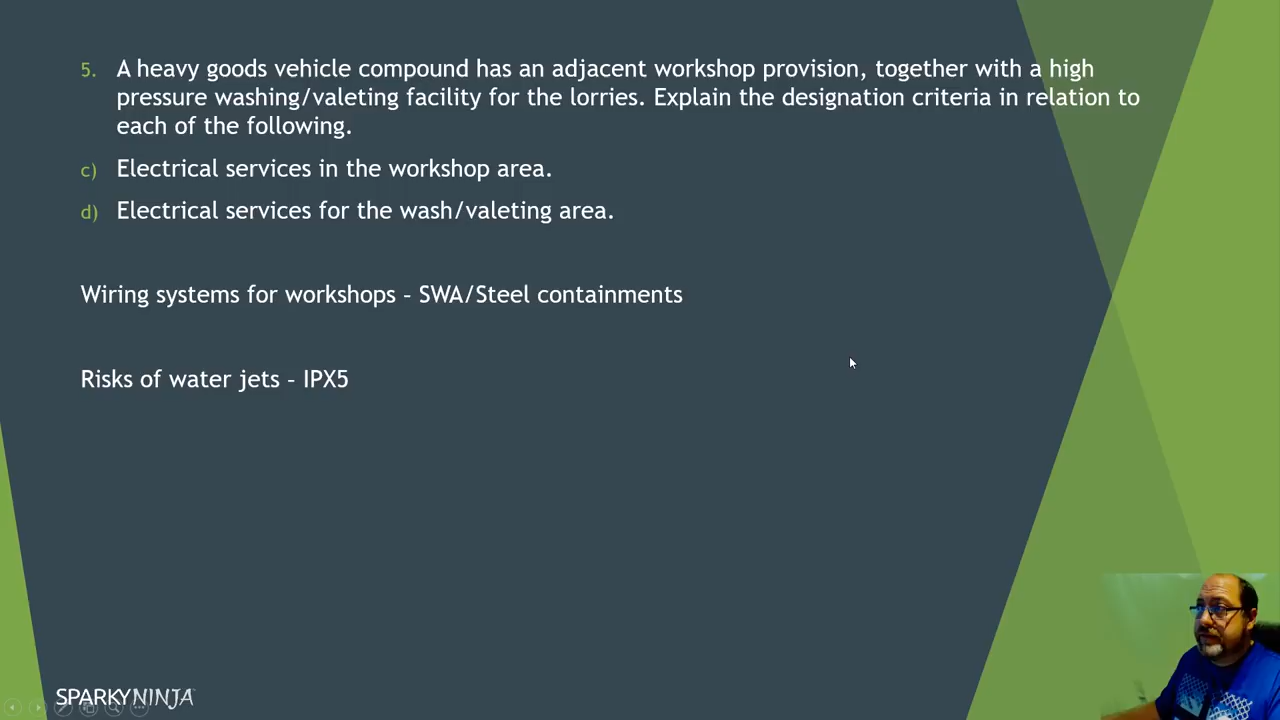 5. A heavy goods vehicle compound has an adjacent workshop provision, together with a high
pressure washing/valeting facility for the lorries. Explain the designation criteria in relation to
each of the following.
c) Electrical services in the workshop area.
d) Electrical services for the wash/valeting area.
Wiring systems for workshops – SWA/Steel containments
Risks of water jets – IPX5
SPARKYNINJA